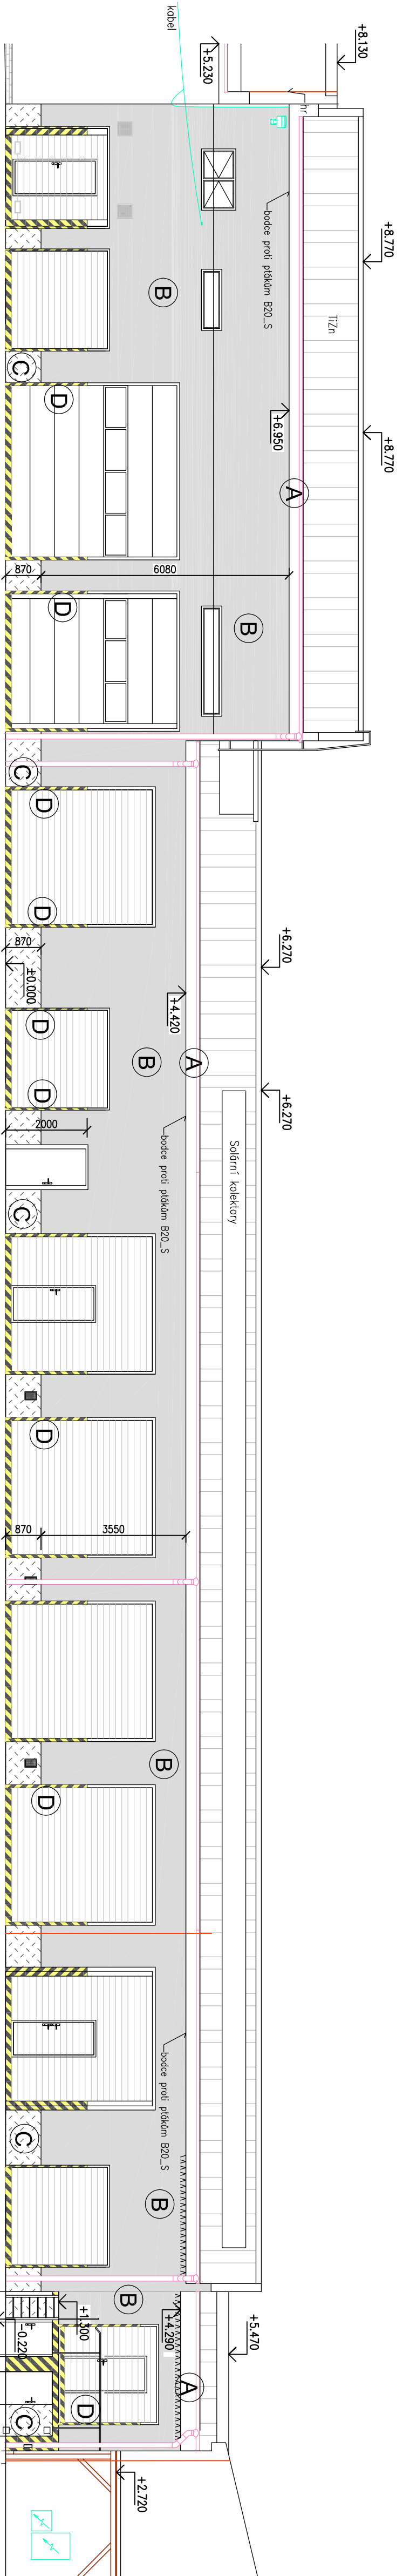 +8.130
+8.770
+8.770
hr
TiZn
+5.230
kabel
bodce proti ptákům B20_S
+6.950
A
B
B
C
D
D
870
6080
+6.270
+6.270
Solární kolektory
C
D
D
870
±0.000
+4.420
A
B
D
D
2000
bodce proti ptákům B20_S
C
D
870
3550
B
D
bodce proti ptákům B20_S
C
B
+5.470
B
+4.290
A
+1.300
-0.220
D
C
+2.720